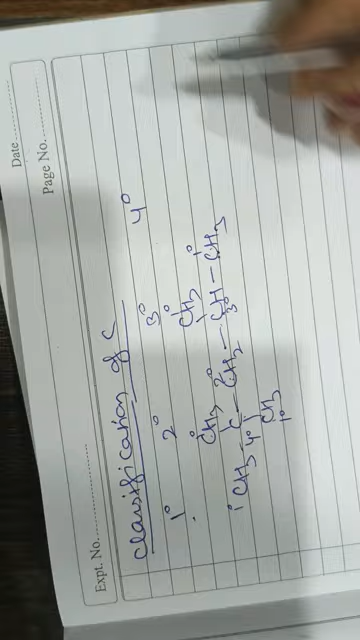 Expt. No.
Date
Page No.
Classification of C
1° 2° 3° 4°
CH3 CH3
CH3 - C - CH2 - CH - CH3
1° 4° 2° 3° 1°
CH3
1°